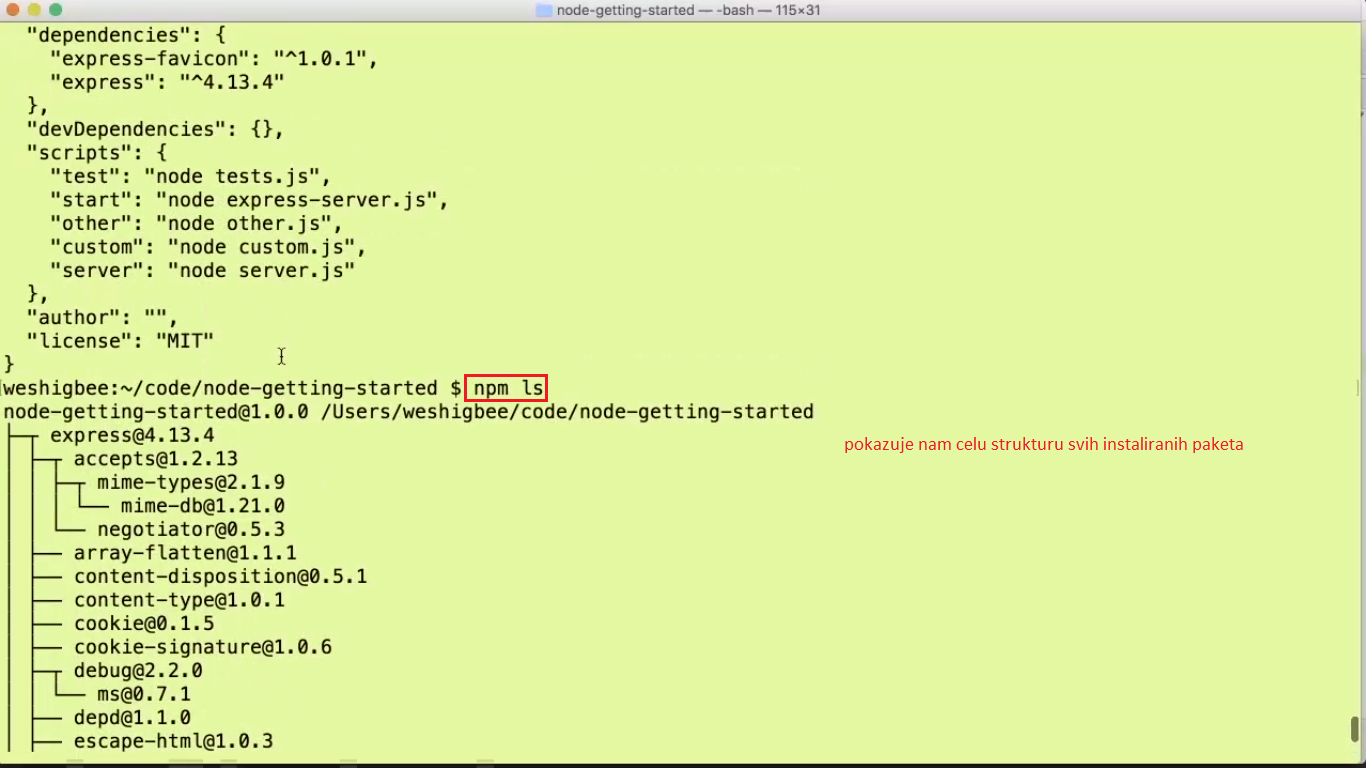 node-getting-started — -bash — 115×31
"dependencies": {
"express-favicon": "^1.0.1",
"express": "^4.13.4"
},
"devDependencies": {},
"scripts": {
"test": "node tests.js",
"start": "node express-server.js",
"other": "node other.js",
"custom": "node custom.js",
"server": "node server.js"
},
"author": "",
"license": "MIT"
}
[weshigbee:~/code/node-getting-started $ npm ls
node-getting-started@1.0.0 /Users/weshigbee/code/node-getting-started
├─┬ express@4.13.4
pokazuje nam celu strukturu svih instaliranih paketa
│ ├─┬ accepts@1.2.13
│ │ ├─┬ mime-types@2.1.9
│ │ │ └── mime-db@1.21.0
│ │ └── negotiator@0.5.3
│ ├── array-flatten@1.1.1
│ ├── content-disposition@0.5.1
│ ├── content-type@1.0.1
│ ├── cookie@0.1.5
│ ├── cookie-signature@1.0.6
│ ├─┬ debug@2.2.0
│ │ └── ms@0.7.1
│ ├── depd@1.1.0
│ ├── escape-html@1.0.3